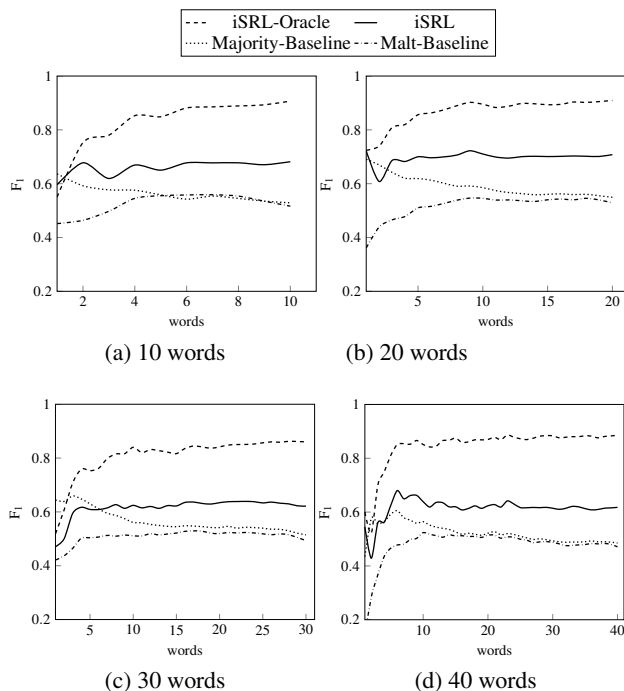 iSRL-Oracle iSRL
Majority-Baseline Malt-Baseline
1
0.8
0.6
0.4
0.2
F1
2 4 6 8 10
words
(a) 10 words
1
0.8
0.6
0.4
0.2
F1
5 10 15 20
words
(b) 20 words
1
0.8
0.6
0.4
0.2
F1
5 10 15 20 25 30
words
(c) 30 words
1
0.8
0.6
0.4
0.2
F1
10 20 30 40
words
(d) 40 words